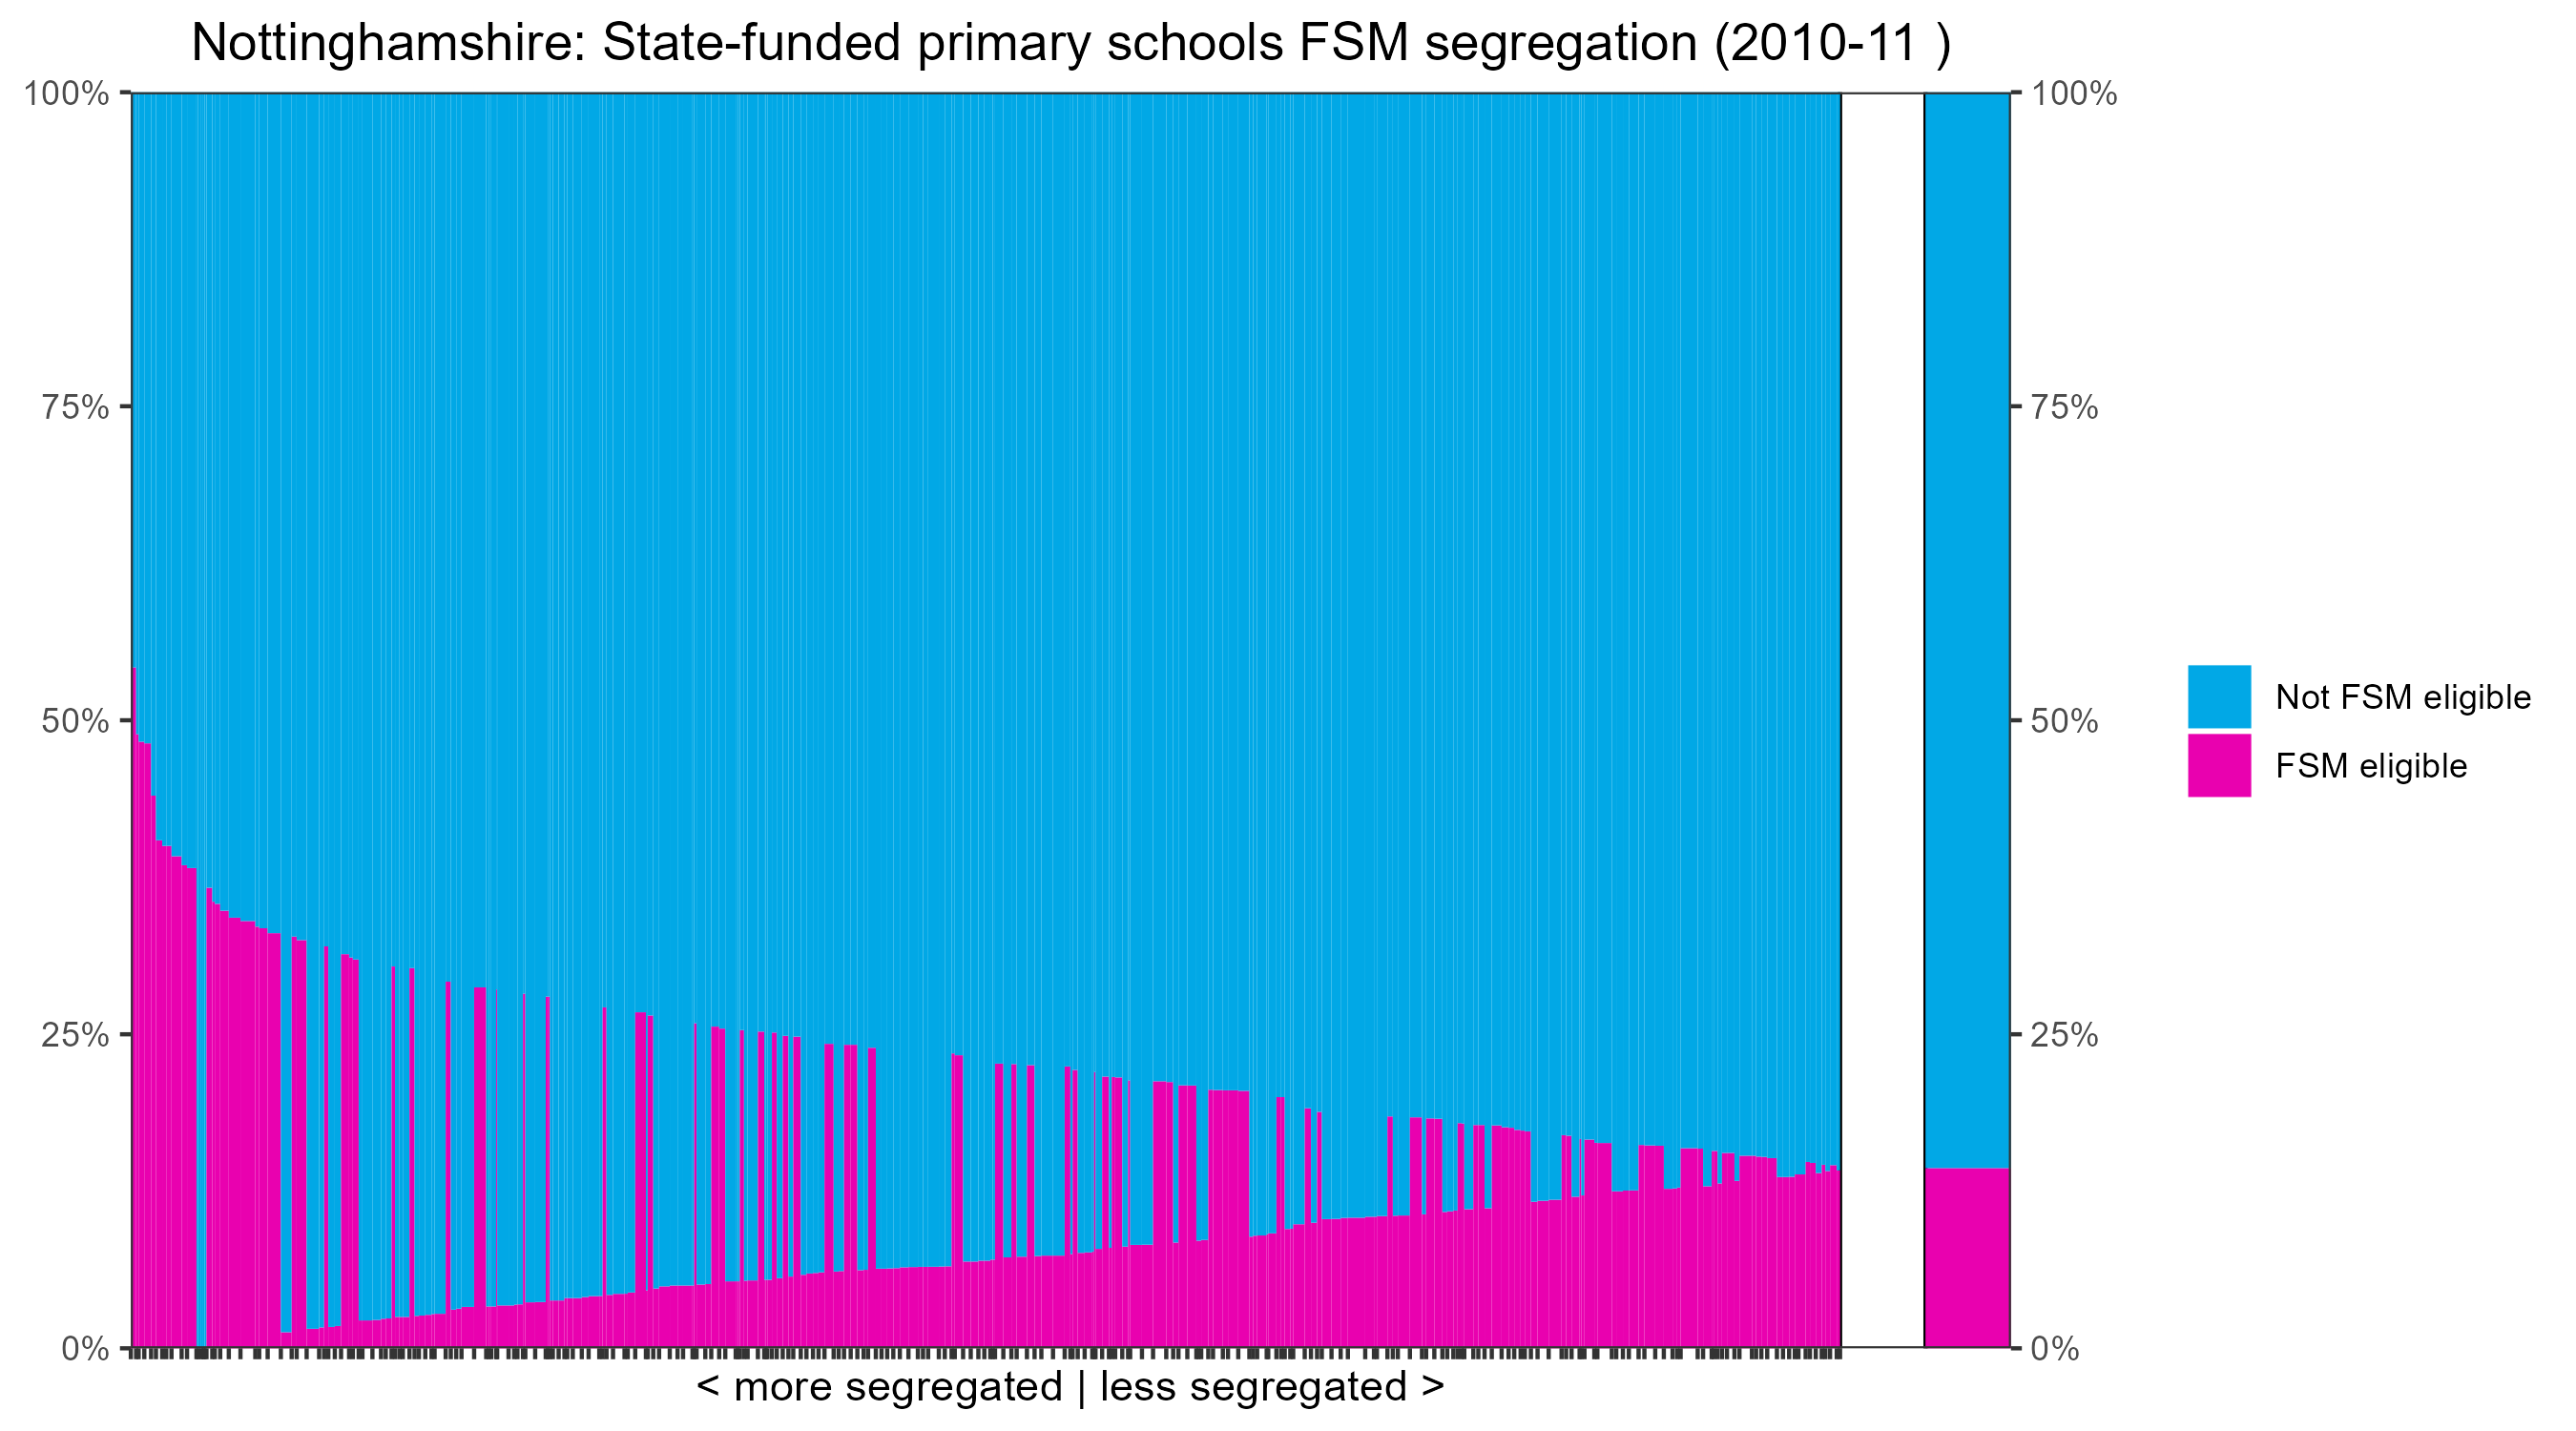 Nottinghamshire: State-funded primary schools FSM segregation (2010-11 )
100%
75%
50%
25%
0%
100%
75%
50%
25%
0%
Not FSM eligible
FSM eligible
< more segregated | less segregated >